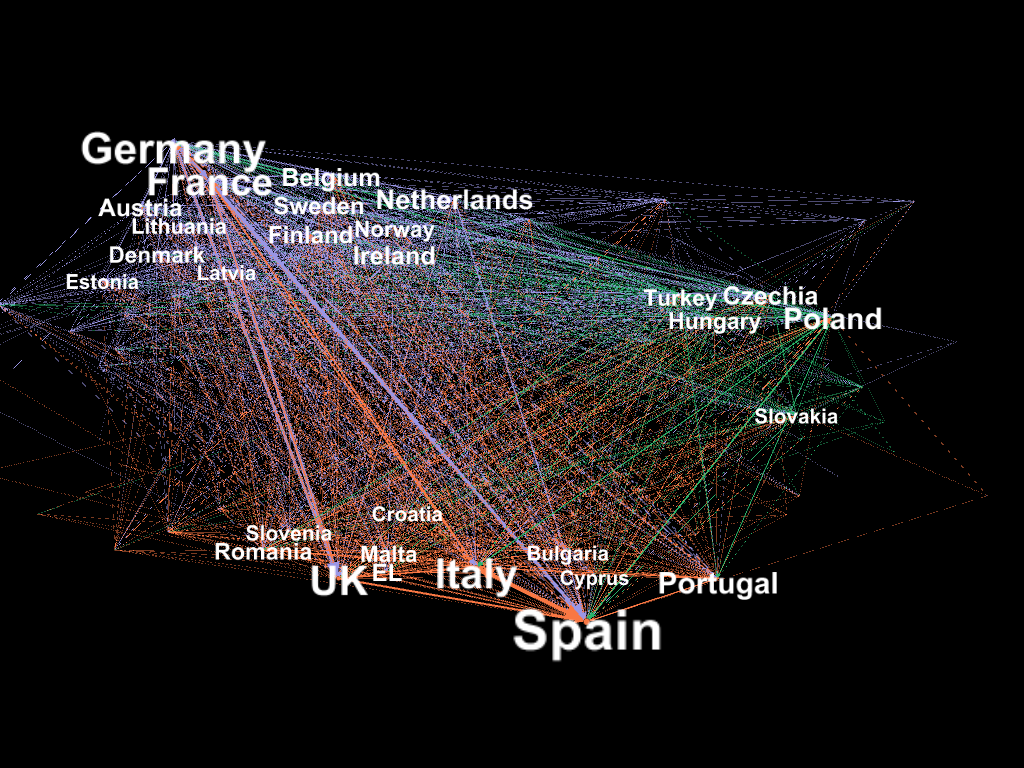 Germany
France
Belgium
Netherlands
Austria
Sweden
Lithuania
Finland
Norway
Denmark
Ireland
Latvia
Estonia
Turkey
Czechia
Hungary
Poland
Slovakia
Croatia
Slovenia
Romania
Malta
Bulgaria
EL
UK
Italy
Cyprus
Portugal
Spain